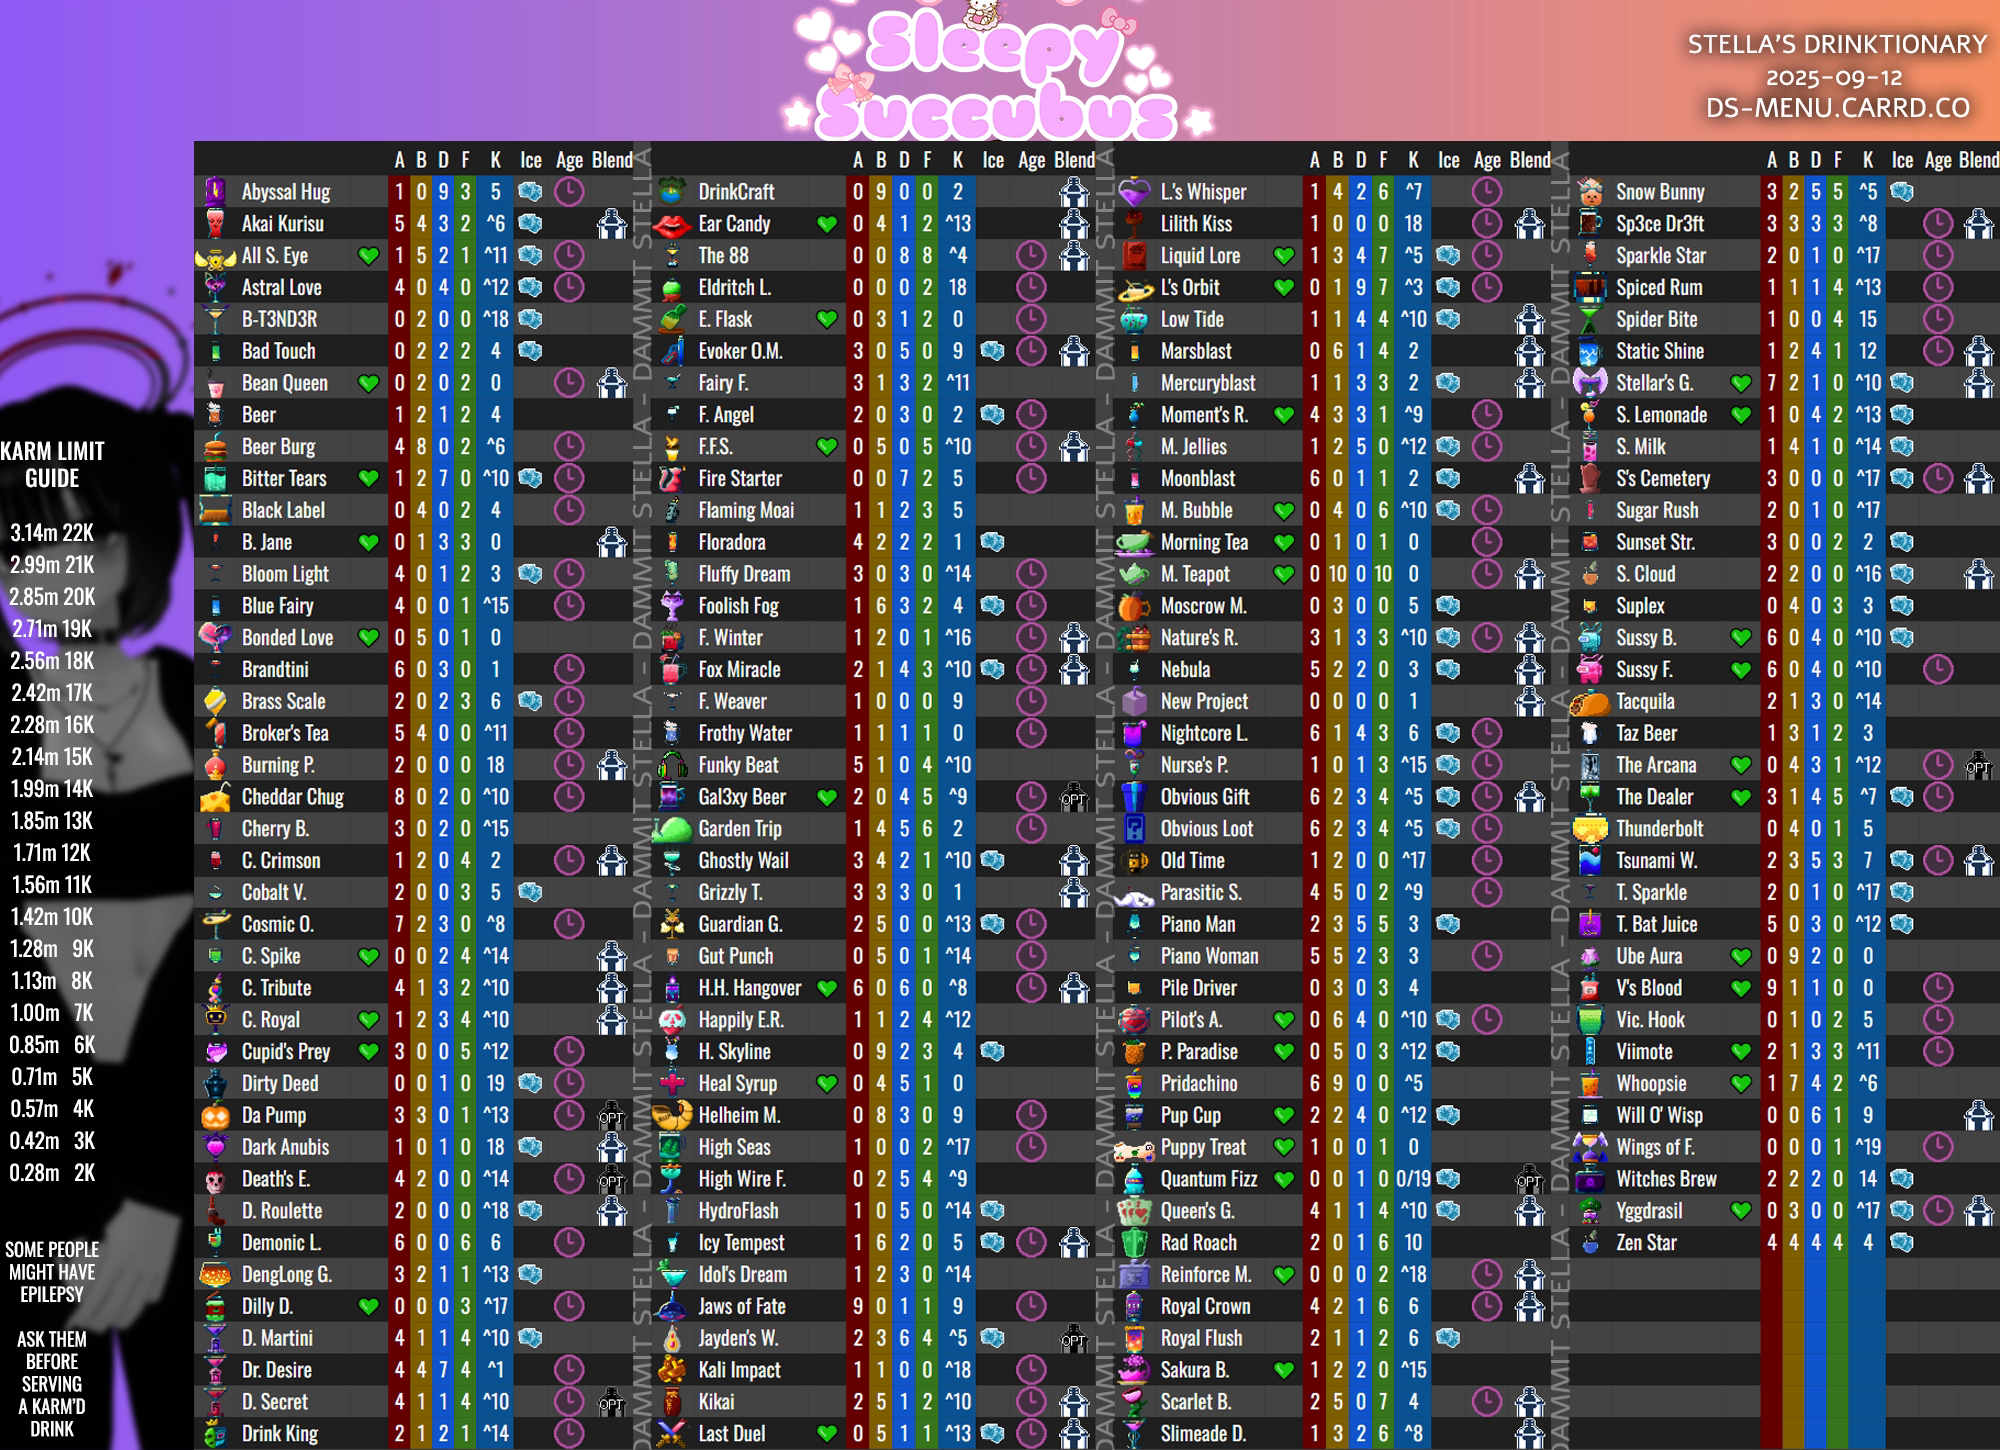 Sleepy
Succubus
STELLA'S DRINKTIONARY
2025-09-12
DS-MENU.CARRD.CO
KARM LIMIT
GUIDE
3.14m 22K
2.99m 21K
2.85m 20K
2.71m 19K
2.56m 18K
2.42m 17K
2.28m 16K
2.14m 15K
1.99m 14K
1.85m 13K
1.71m 12K
1.56m 11K
1.42m 10K
1.28m 9K
1.13m 8K
1.00m 7K
0.85m 6K
0.71m 5K
0.57m 4K
0.42m 3K
0.28m 2K
SOME PEOPLE
MIGHT HAVE
EPILEPSY
ASK THEM
BEFORE
SERVING
A KARM'D
DRINK
A B D F K Ice Age Blend
Abyssal Hug 1 0 9 3 5
Akai Kurisu 5 4 3 2 ^6
All S. Eye 1 5 2 1 ^11
Astral Love 4 0 4 0 ^12
B-T3ND3R 0 2 0 0 ^18
Bad Touch 0 2 2 2 4
Bean Queen 0 2 0 2 0
Beer 1 2 1 2 4
Beer Burg 4 8 0 2 ^6
Bitter Tears 1 2 7 0 ^10
Black Label 0 4 0 2 4
B. Jane 0 1 3 3 0
Bloom Light 4 0 1 2 3
Blue Fairy 4 0 0 1 ^15
Bonded Love 0 5 0 1 0
Brandtini 6 0 3 0 1
Brass Scale 2 0 2 3 6
Broker's Tea 5 4 0 0 ^11
Burning P. 2 0 0 0 18
Cheddar Chug 8 0 2 0 ^10
Cherry B. 3 0 2 0 ^15
C. Crimson 1 2 0 4 2
Cobalt V. 2 0 0 3 5
Cosmic O. 7 2 3 0 ^8
C. Spike 0 0 2 4 ^14
C. Tribute 4 1 3 2 ^10
C. Royal 1 2 3 4 ^10
Cupid's Prey 3 0 0 5 ^12
Dirty Deed 0 0 1 0 19
Da Pump 3 3 0 1 ^13 OPT
Dark Anubis 1 0 1 0 18
Death's E. 4 2 0 0 ^14 OPT
D. Roulette 2 0 0 0 ^18
Demonic L. 6 0 0 6 6
DengLong G. 3 2 1 1 ^13
Dilly D. 0 0 0 3 ^17
D. Martini 4 1 1 4 ^10
Dr. Desire 4 4 7 4 ^1
D. Secret 4 1 1 4 ^10 OPT
Drink King 2 1 2 1 ^14
DAMMIT STELLA - DAMMIT STELLA - DAMMIT STELLA - DAMMIT STELLA
A B D F K Ice Age Blend
DrinkCraft 0 9 0 0 2
Ear Candy 0 4 1 2 ^13
The 88 0 0 8 8 ^4
Eldritch L. 0 0 0 2 18
E. Flask 0 3 1 2 0
Evoker O.M. 3 0 5 0 9
Fairy F. 3 1 3 2 ^11
F. Angel 2 0 3 0 2
F.F.S. 0 5 0 5 ^10
Fire Starter 0 0 7 2 5
Flaming Moai 1 1 2 3 5
Floradora 4 2 2 2 1
Fluffy Dream 3 0 3 0 ^14
Foolish Fog 1 6 3 2 4
F. Winter 1 2 0 1 ^16
Fox Miracle 2 1 4 3 ^10
F. Weaver 1 0 0 0 9
Frothy Water 1 1 1 1 0
Funky Beat 5 1 0 4 ^10
Gal3xy Beer 2 0 4 5 ^9 OPT
Garden Trip 1 4 5 6 2
Ghostly Wail 3 4 2 1 ^10
Grizzly T. 3 3 3 0 1
Guardian G. 2 5 0 0 ^13
Gut Punch 0 5 0 1 ^14
H.H. Hangover 6 0 6 0 ^8
Happily E.R. 1 1 2 4 ^12
H. Skyline 0 9 2 3 4
Heal Syrup 0 4 5 1 0
Helheim M. 0 8 3 0 9
High Seas 1 0 0 2 ^17
High Wire F. 0 2 5 4 ^9
HydroFlash 1 0 5 0 ^14
Icy Tempest 1 6 2 0 5
Idol's Dream 1 2 3 0 ^14
Jaws of Fate 9 0 1 1 9
Jayden's W. 2 3 6 4 ^5 OPT
Kali Impact 1 1 0 0 ^18
Kikai 2 5 1 2 ^10
Last Duel 0 5 1 1 ^13
DAMMIT STELLA - DAMMIT STELLA - DAMMIT STELLA - DAMMIT STELLA
A B D F K Ice Age Blend
L.'s Whisper 1 4 2 6 ^7
Lilith Kiss 1 0 0 0 18
Liquid Lore 1 3 4 7 ^5
L's Orbit 0 1 9 7 ^3
Low Tide 1 1 4 4 ^10
Marsblast 0 6 1 4 2
Mercuryblast 1 1 3 3 2
Moment's R. 4 3 3 1 ^9
M. Jellies 1 2 5 0 ^12
Moonblast 6 0 1 1 2
M. Bubble 0 4 0 6 ^10
Morning Tea 0 1 0 1 0
M. Teapot 0 10 0 10 0
Moscrow M. 0 3 0 0 5
Nature's R. 3 1 3 3 ^10
Nebula 5 2 2 0 3
New Project 0 0 0 0 1
Nightcore L. 6 1 4 3 6
Nurse's P. 1 0 1 3 ^15
Obvious Gift 6 2 3 4 ^5
Obvious Loot 6 2 3 4 ^5
Old Time 1 2 0 0 ^17
Parasitic S. 4 5 0 2 ^9
Piano Man 2 3 5 5 3
Piano Woman 5 5 2 3 3
Pile Driver 0 3 0 3 4
Pilot's A. 0 6 4 0 ^10
P. Paradise 0 5 0 3 ^12
Pridachino 6 9 0 0 ^5
Pup Cup 2 2 4 0 ^12
Puppy Treat 1 0 0 1 0
Quantum Fizz 0 0 1 0 0/19 OPT
Queen's G. 4 1 1 4 ^10
Rad Roach 2 0 1 6 10
Reinforce M. 0 0 0 2 ^18
Royal Crown 4 2 1 6 6
Royal Flush 2 1 1 2 6
Sakura B. 1 2 2 0 ^15
Scarlet B. 2 5 0 7 4
Slimeade D. 1 3 2 6 ^8
DAMMIT STELLA - DAMMIT STELLA - DAMMIT STELLA - DAMMIT STELLA
A B D F K Ice Age Blend
Snow Bunny 3 2 5 5 ^5
Sp3ce Dr3ft 3 3 3 3 ^8
Sparkle Star 2 0 1 0 ^17
Spiced Rum 1 1 1 4 ^13
Spider Bite 1 0 0 4 15
Static Shine 1 2 4 1 12
Stellar's G. 7 2 1 0 ^10
S. Lemonade 1 0 4 2 ^13
S. Milk 1 4 1 0 ^14
S's Cemetery 3 0 0 0 ^17
Sugar Rush 2 0 1 0 ^17
Sunset Str. 3 0 0 2 2
S. Cloud 2 2 0 0 ^16
Suplex 0 4 0 3 3
Sussy B. 6 0 4 0 ^10
Sussy F. 6 0 4 0 ^10
Tacquila 2 1 3 0 ^14
Taz Beer 1 3 1 2 3
The Arcana 0 4 3 1 ^12 OPT
The Dealer 3 1 4 5 ^7
Thunderbolt 0 4 0 1 5
Tsunami W. 2 3 5 3 7
T. Sparkle 2 0 1 0 ^17
T. Bat Juice 5 0 3 0 ^12
Ube Aura 0 9 2 0 0
V's Blood 9 1 1 0 0
Vic. Hook 0 1 0 2 5
Viimote 2 1 3 3 ^11
Whoopsie 1 7 4 2 ^6
Will O' Wisp 0 0 6 1 9
Wings of F. 0 0 0 1 ^19
Witches Brew 2 2 2 0 14
Yggdrasil 0 3 0 0 ^17
Zen Star 4 4 4 4 4